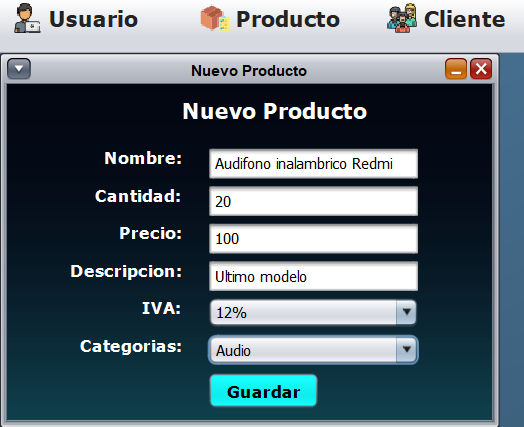 Usuario Producto Cliente
Nuevo Producto
Nuevo Producto
Nombre: Audifono inalambrico Redmi
Cantidad: 20
Precio: 100
Descripcion: Ultimo modelo
IVA: 12%
Categorias: Audio
Guardar